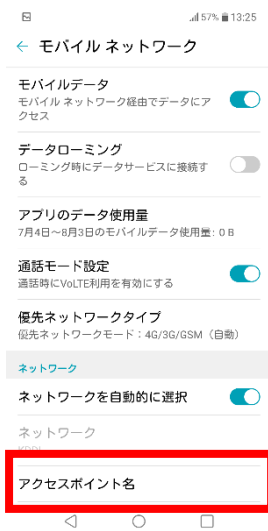 57% 13:25
← モバイル ネットワーク
モバイルデータ
モバイル ネットワーク経由でデータにア
クセス
データローミング
ローミング時にデータサービスに接続す
る
アプリのデータ使用量
7月4日～8月3日のモバイルデータ使用量: 0 B
通話モード設定
通話時にVoLTE利用を有効にする
優先ネットワークタイプ
優先ネットワークモード：4G/3G/GSM（自動）
ネットワーク
ネットワークを自動的に選択
ネットワーク
KDDI
アクセスポイント名